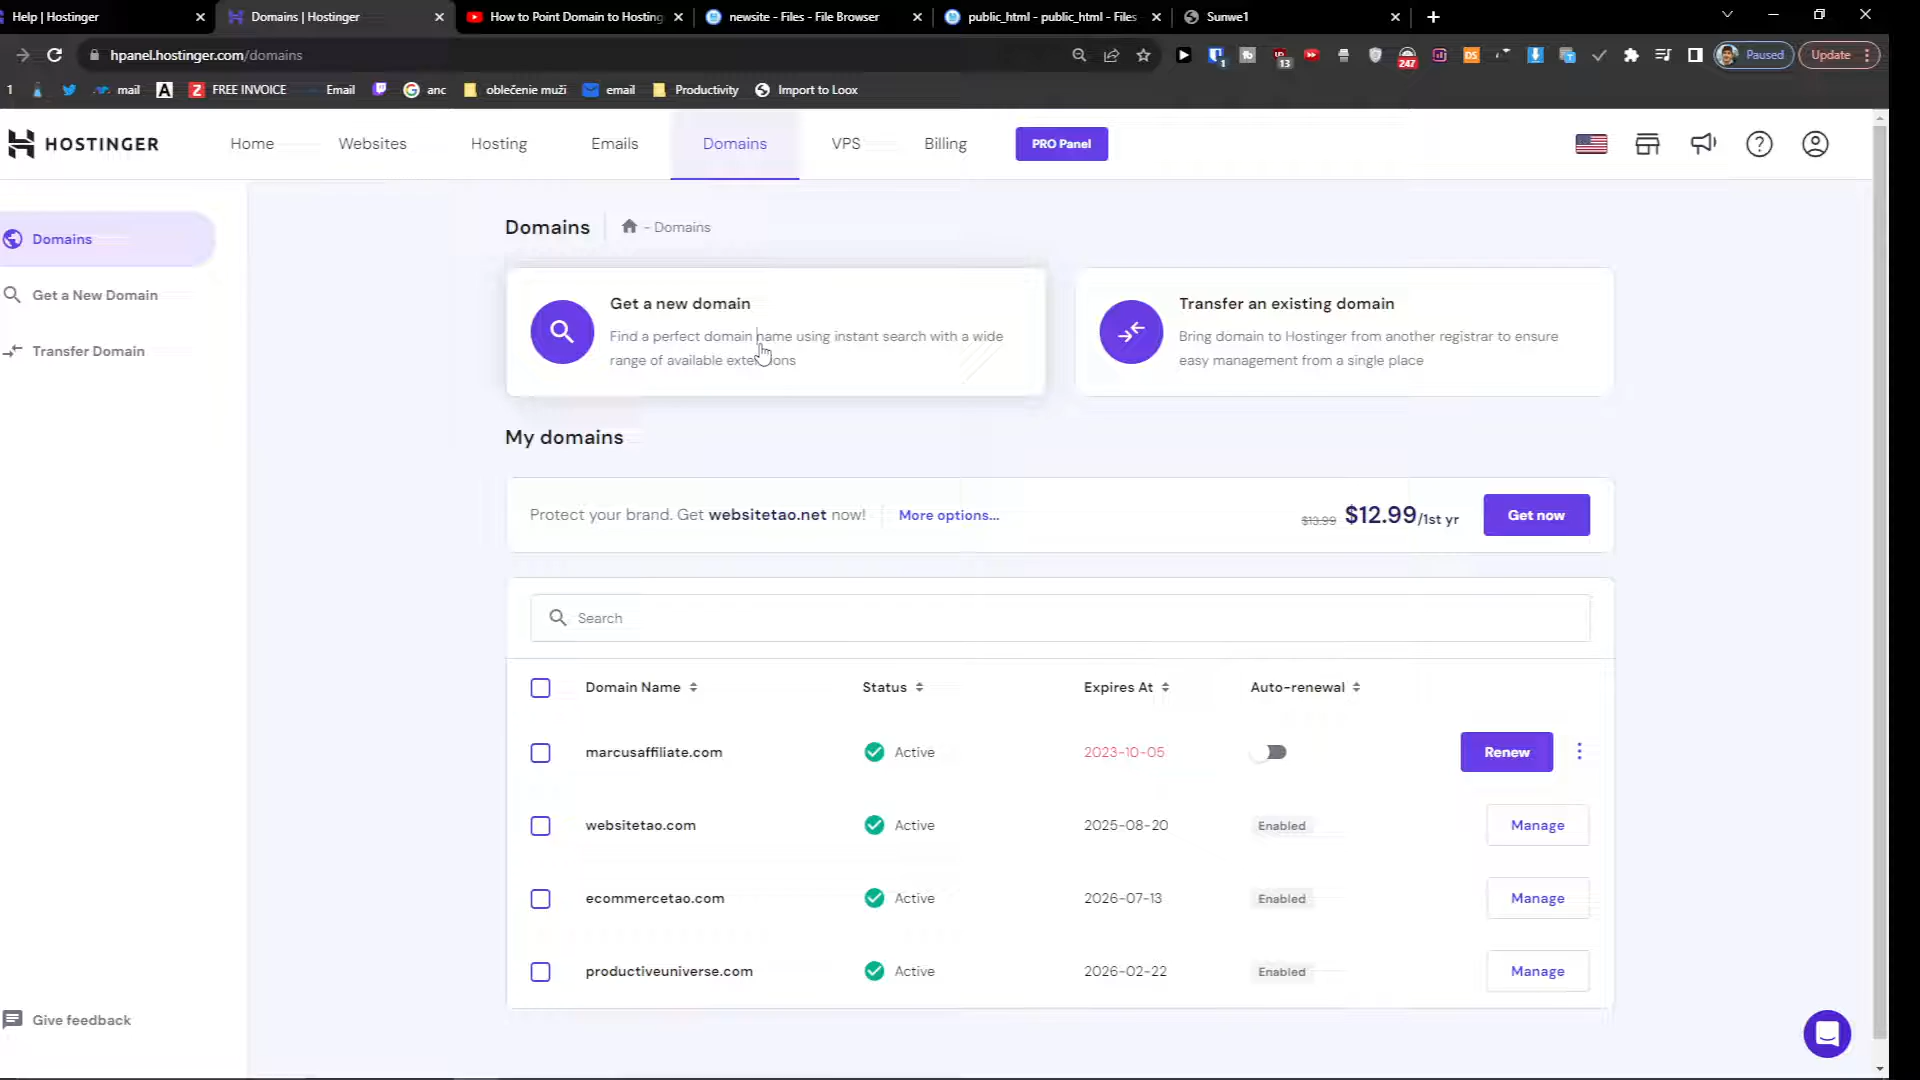 Help | Hostinger
Domains | Hostinger
How to Point Domain to Hosting
newsite - Files - File Browser
public_html - public_html - Files
Sunwe1
hpanel.hostinger.com/domains
1
13
247
DS
Paused
Update
1
mail
A
Z
FREE INVOICE
Email
anc
oblečenie muži
email
Productivity
Import to Loox
HOSTINGER
Home
Websites
Hosting
Emails
Domains
VPS
Billing
PRO Panel
Domains
Get a New Domain
Transfer Domain
Domains
- Domains
Get a new domain
Find a perfect domain name using instant search with a wide
range of available extensions
Transfer an existing domain
Bring domain to Hostinger from another registrar to ensure
easy management from a single place
My domains
Protect your brand. Get websitetao.net now!
More options...
$13.99 $12.99/1st yr
Get now
Search
Domain Name
Status
Expires At
Auto-renewal
marcusaffiliate.com
Active
2023-10-05
Renew
websitetao.com
Active
2025-08-20
Enabled
Manage
ecommercetao.com
Active
2026-07-13
Enabled
Manage
productiveuniverse.com
Active
2026-02-22
Enabled
Manage
Give feedback